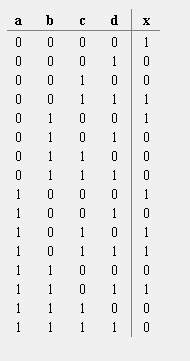 a b c d x
0 0 0 0 1
0 0 0 1 0
0 0 1 0 0
0 0 1 1 1
0 1 0 0 1
0 1 0 1 0
0 1 1 0 0
0 1 1 1 0
1 0 0 0 1
1 0 0 1 0
1 0 1 0 1
1 0 1 1 1
1 1 0 0 0
1 1 0 1 1
1 1 1 0 0
1 1 1 1 0